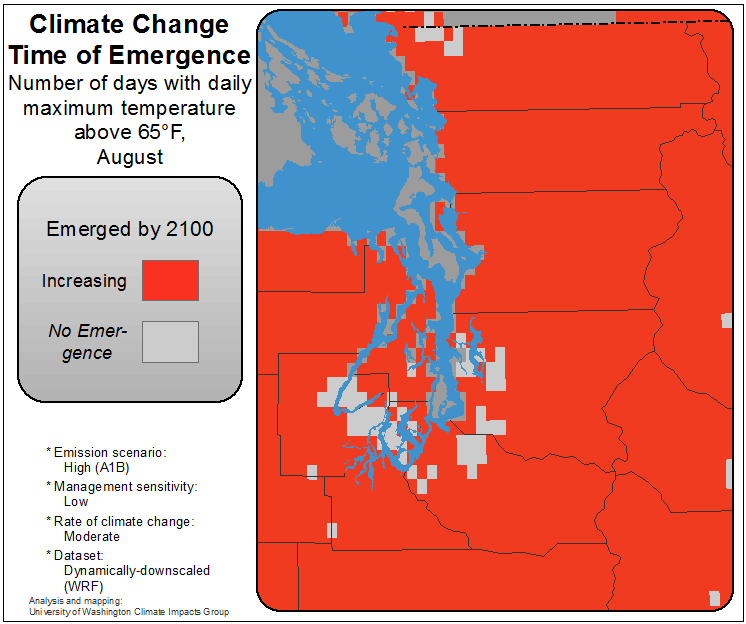 Climate Change
Time of Emergence
Number of days with daily
maximum temperature
above 65°F,
August
Emerged by 2100
Increasing
No Emer-
gence
* Emission scenario:
High (A1B)
* Management sensitivity:
Low
* Rate of climate change:
Moderate
* Dataset:
Dynamically-downscaled
(WRF)
Analysis and mapping:
University of Washington Climate Impacts Group